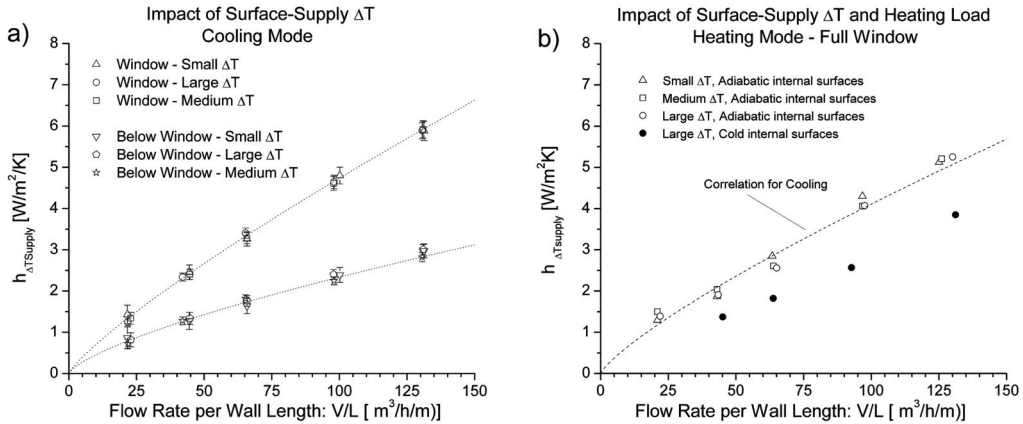 a)
Impact of Surface-Supply ΔT
Cooling Mode
8
7
6
5
4
3
2
1
0
h ΔTSupply [W/m²/K]
Window - Small ΔT
Window - Large ΔT
Window - Medium ΔT
Below Window - Small ΔT
Below Window - Large ΔT
Below Window - Medium ΔT
0 25 50 75 100 125 150
Flow Rate per Wall Length: V/L [ m³/h/m)]
b)
Impact of Surface-Supply ΔT and Heating Load
Heating Mode - Full Window
8
7
6
5
4
3
2
1
0
h ΔTsupply [W/m²K]
Small ΔT, Adiabatic internal surfaces
Medium ΔT, Adiabatic internal surfaces
Large ΔT, Adiabatic internal surfaces
Large ΔT, Cold internal surfaces
Correlation for Cooling
0 25 50 75 100 125 150
Flow Rate per Wall Length: V/L [ m³/h/m)]